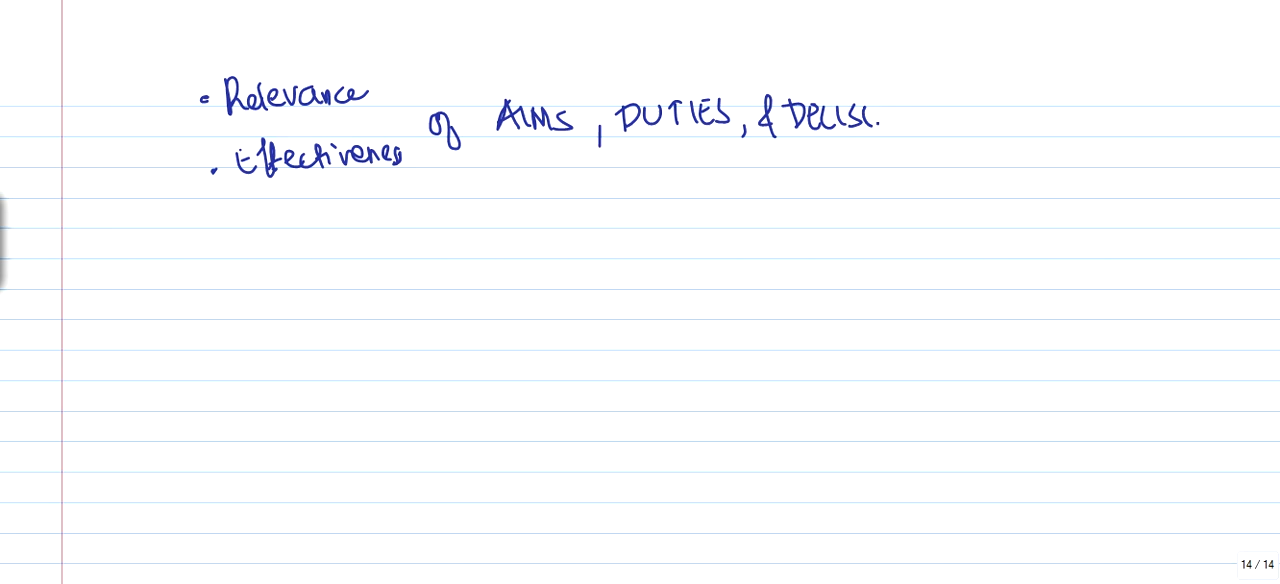 • Relevance
• Effectivenes
of AIMS, DUTIES, & DECISI.
14 / 14